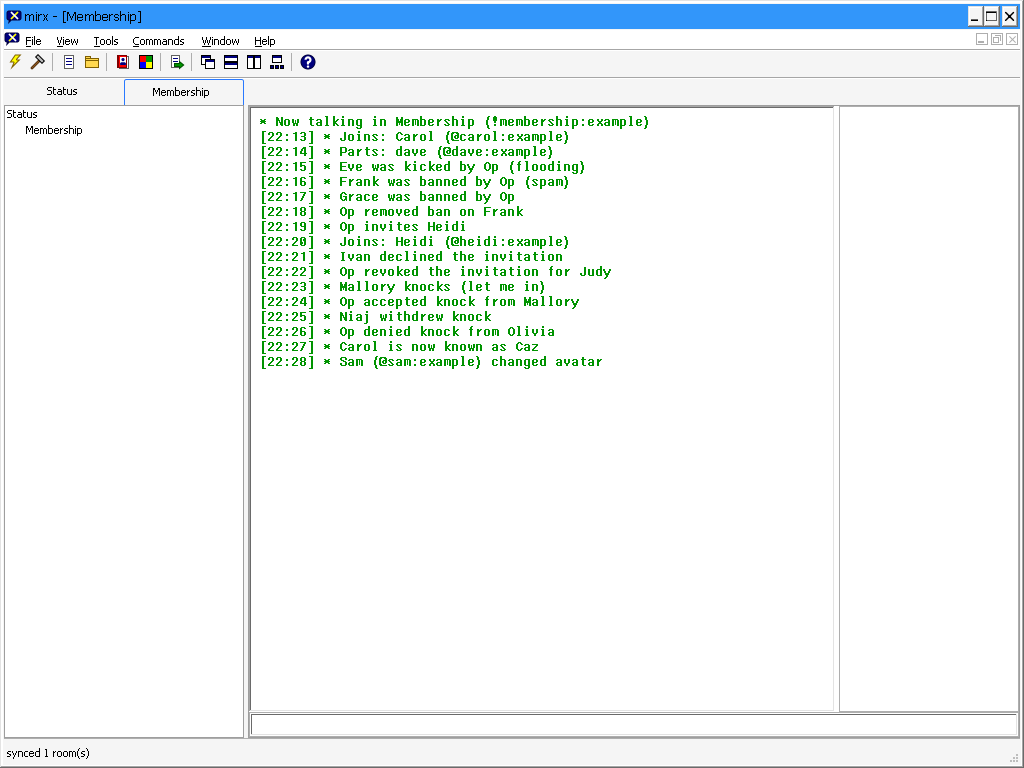 mirx - [Membership]
File View Tools Commands Window Help
Status Membership
Status
Membership
* Now talking in Membership (!membership:example)
[22:13] * Joins: Carol (@carol:example)
[22:14] * Parts: dave (@dave:example)
[22:15] * Eve was kicked by Op (flooding)
[22:16] * Frank was banned by Op (spam)
[22:17] * Grace was banned by Op
[22:18] * Op removed ban on Frank
[22:19] * Op invites Heidi
[22:20] * Joins: Heidi (@heidi:example)
[22:21] * Ivan declined the invitation
[22:22] * Op revoked the invitation for Judy
[22:23] * Mallory knocks (let me in)
[22:24] * Op accepted knock from Mallory
[22:25] * Niaj withdrew knock
[22:26] * Op denied knock from Olivia
[22:27] * Carol is now known as Caz
[22:28] * Sam (@sam:example) changed avatar
synced 1 room(s)